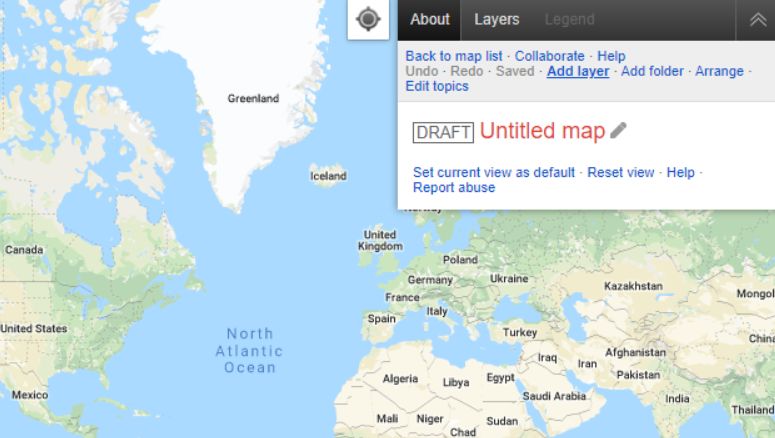 About Layers Legend
Back to map list · Collaborate · Help
Undo · Redo · Saved · Add layer · Add folder · Arrange ·
Edit topics
DRAFT Untitled map
Set current view as default · Reset view · Help ·
Report abuse
Greenland
Iceland
Norway
United
Kingdom
Canada
Poland
Germany
Ukraine
Kazakhstan
France
Mongol
United States
Spain
Italy
North
Atlantic
Ocean
Turkey
China
Iraq
Iran
Afghanistan
Pakistan
Mexico
Algeria
Libya
Egypt
Saudi Arabia
India
Thailand
Mali
Niger
Chad
Sudan